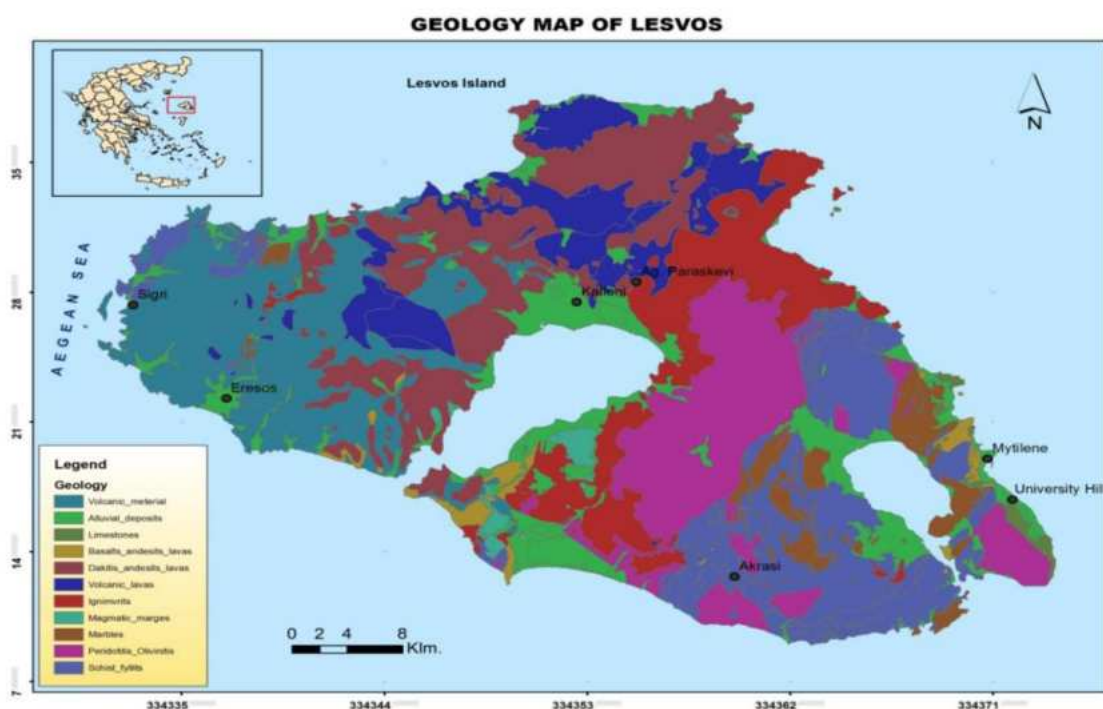 GEOLOGY MAP OF LESVOS
Lesvos Island
N
AEGEAN SEA
Sigri
Eresos
Kalleni
Ag. Paraskevi
Mytilene
University Hill
Akrasi
35
28
21
14
7
Legend
Geology
Volcanic_meterial
Alluvial_deposits
Limestones
Basalts_andesits_lavas
Dakitis_andesits_lavas
Volcanic_lavas
Ignimvrits
Magmatic_marges
Marbles
Peridotitis_Olivinitis
Schist_fyllits
0 2 4 8
Klm.
334335
334344
334353
334362
334371